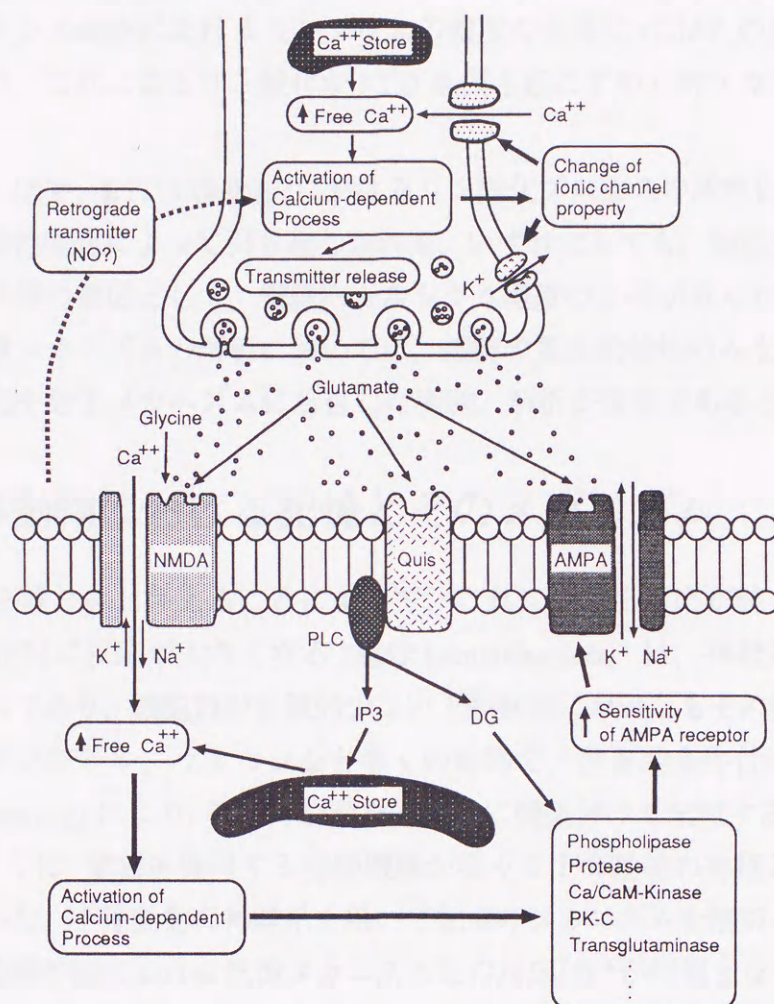 Ca++ Store
Free Ca++
Ca++
Activation of
Calcium-dependent
Process
Change of
ionic channel
property
Retrograde
transmitter
(NO?)
Transmitter release
K+
Glutamate
Glycine
Ca++
NMDA
Quis
AMPA
PLC
K+
Na+
K+
Na+
IP3
DG
Free Ca++
Sensitivity
of AMPA receptor
Ca++ Store
Phospholipase
Protease
Ca/CaM-Kinase
PK-C
Transglutaminase
:
Activation of
Calcium-dependent
Process